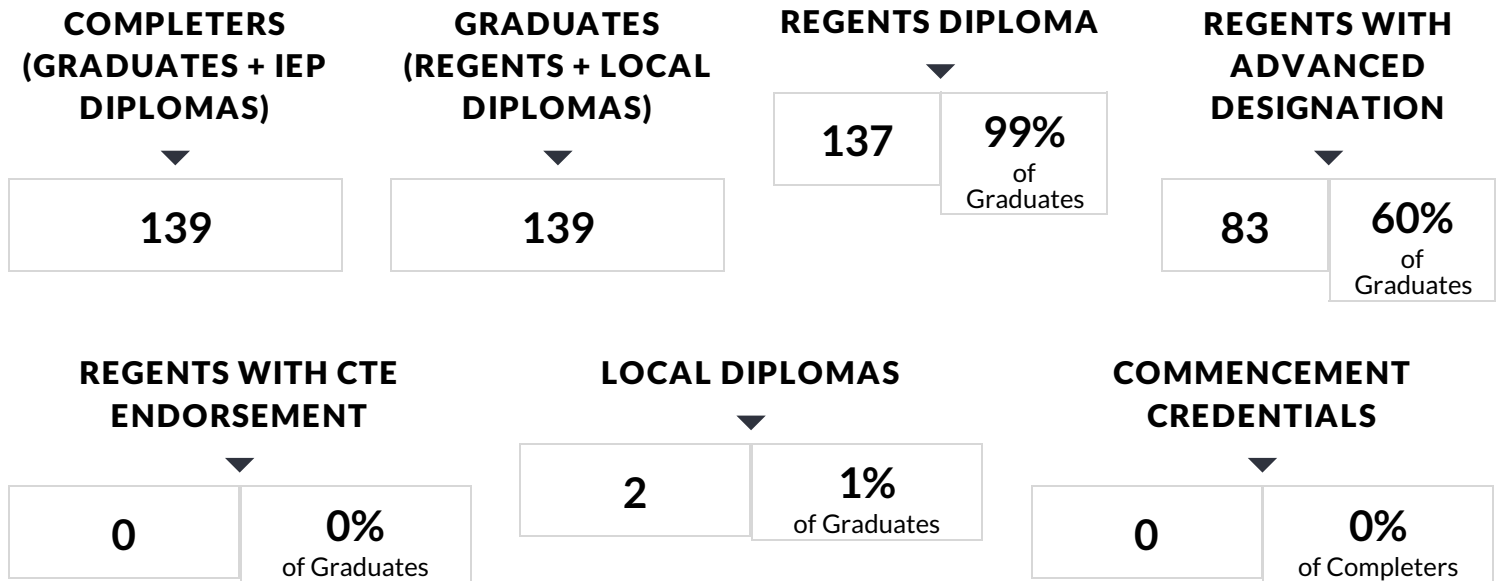 COMPLETERS
(GRADUATES + IEP
DIPLOMAS)
139
GRADUATES
(REGENTS + LOCAL
DIPLOMAS)
139
REGENTS DIPLOMA
137
99%
of
Graduates
REGENTS WITH
ADVANCED
DESIGNATION
83
60%
of
Graduates
REGENTS WITH CTE
ENDORSEMENT
0
0%
of Graduates
LOCAL DIPLOMAS
2
1%
of Graduates
COMMENCEMENT
CREDENTIALS
0
0%
of Completers